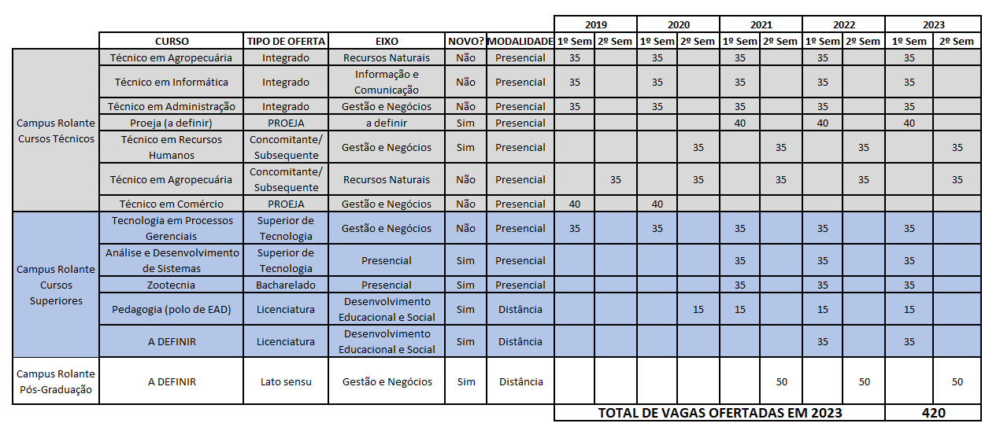 2019 2020 2021 2022 2023
CURSO TIPO DE OFERTA EIXO NOVO? MODALIDADE 1º Sem 2º Sem 1º Sem 2º Sem 1º Sem 2º Sem 1º Sem 2º Sem 1º Sem 2º Sem
Campus Rolante
Cursos Técnicos
Técnico em Agropecuária Integrado Recursos Naturais Não Presencial 35 35 35 35 35
Técnico em Informática Integrado Informação e
Comunicação Não Presencial 35 35 35 35 35
Técnico em Administração Integrado Gestão e Negócios Não Presencial 35 35 35 35 35
Proeja (a definir) PROEJA a definir Sim Presencial 40 40 40
Técnico em Recursos
Humanos Concomitante/
Subsequente Gestão e Negócios Sim Presencial 35 35 35 35
Técnico em Agropecuária Concomitante/
Subsequente Recursos Naturais Não Presencial 35 35 35 35 35
Técnico em Comércio PROEJA Gestão e Negócios Não Presencial 40 40
Campus Rolante
Cursos
Superiores
Tecnologia em Processos
Gerenciais Superior de
Tecnologia Gestão e Negócios Não Presencial 35 35 35 35 35
Análise e Desenvolvimento
de Sistemas Superior de
Tecnologia Presencial Sim Presencial 35 35 35
Zootecnia Bacharelado Presencial Sim Presencial 35 35 35
Pedagogia (polo de EAD) Licenciatura Desenvolvimento
Educacional e Social Sim Distância 15 15 15 15
A DEFINIR Licenciatura Desenvolvimento
Educacional e Social Sim Distância 35 35
Campus Rolante
Pós-Graduação
A DEFINIR Lato sensu Gestão e Negócios Sim Distância 50 50 50
TOTAL DE VAGAS OFERTADAS EM 2023 420